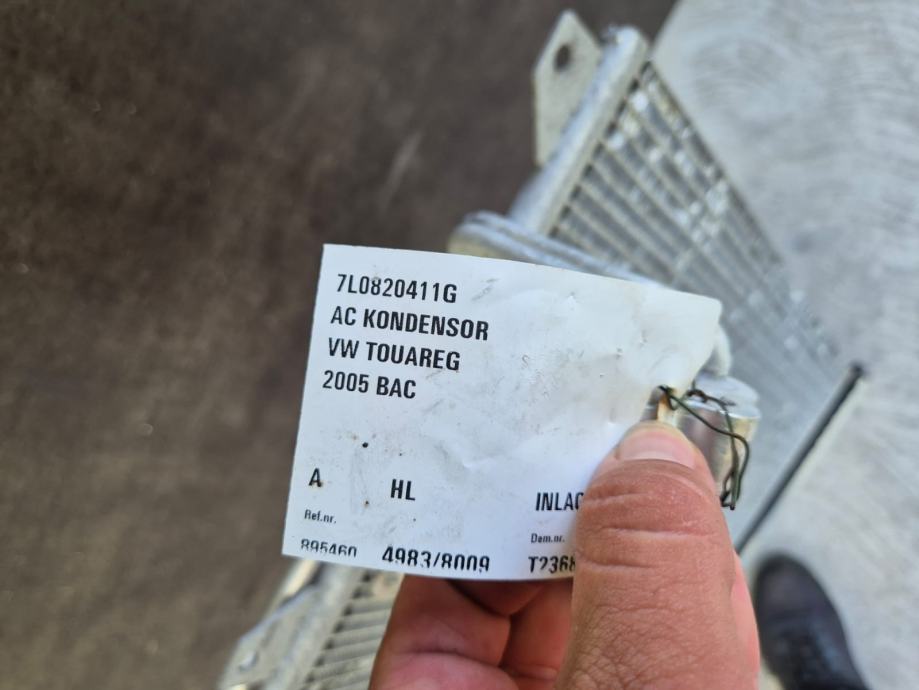 7L0820411G
AC KONDENSOR
VW TOUAREG
2005 BAC
A HL
Ref.nr. Dem.nr.
895460 4983/8009